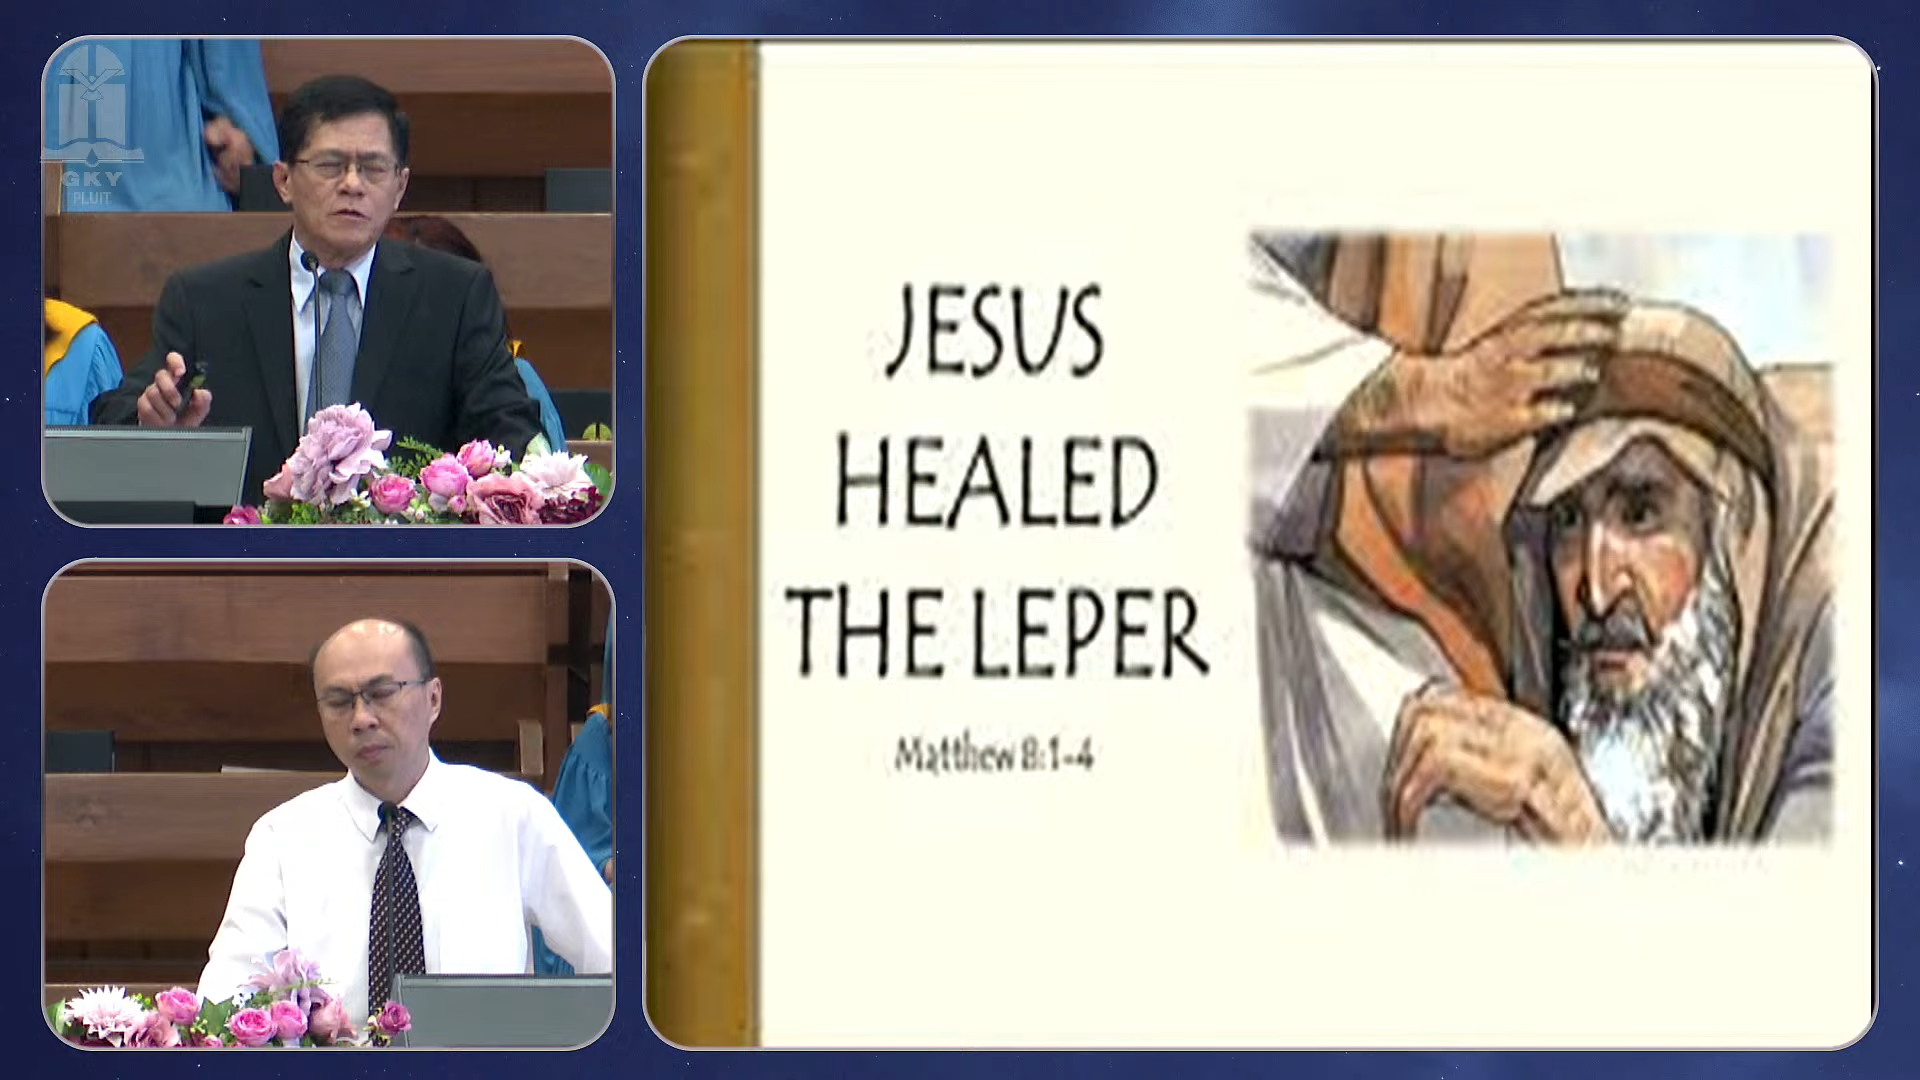 GKY
PLUIT
JESUS
HEALED
THE LEPER
Matthew 8:1-4